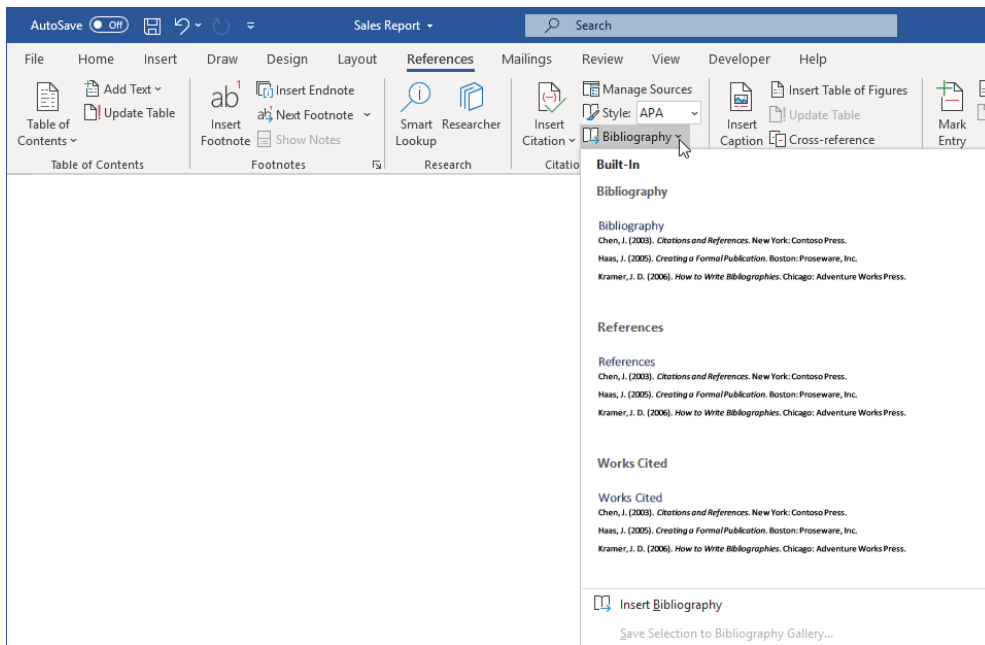 AutoSave Off Sales Report Search
File Home Insert Draw Design Layout References Mailings Review View Developer Help
Table of Contents
Add Text
Update Table
Table of Contents
ab1
Insert Footnote
Insert Endnote
Next Footnote
Show Notes
Footnotes
Smart Lookup
Researcher
Research
Insert Citation
Manage Sources
Style: APA
Bibliography
Citatio
Insert Caption
Insert Table of Figures
Update Table
Cross-reference
Mark Entry
Built-In
Bibliography
Bibliography
Chen, J. (2003). Citations and References. New York: Contoso Press.
Haas, J. (2005). Creating a Formal Publication. Boston: Proseware, Inc.
Kramer, J. D. (2006). How to Write Bibliographies. Chicago: Adventure Works Press.
References
References
Chen, J. (2003). Citations and References. New York: Contoso Press.
Haas, J. (2005). Creating a Formal Publication. Boston: Proseware, Inc.
Kramer, J. D. (2006). How to Write Bibliographies. Chicago: Adventure Works Press.
Works Cited
Works Cited
Chen, J. (2003). Citations and References. New York: Contoso Press.
Haas, J. (2005). Creating a Formal Publication. Boston: Proseware, Inc.
Kramer, J. D. (2006). How to Write Bibliographies. Chicago: Adventure Works Press.
Insert Bibliography
Save Selection to Bibliography Gallery...